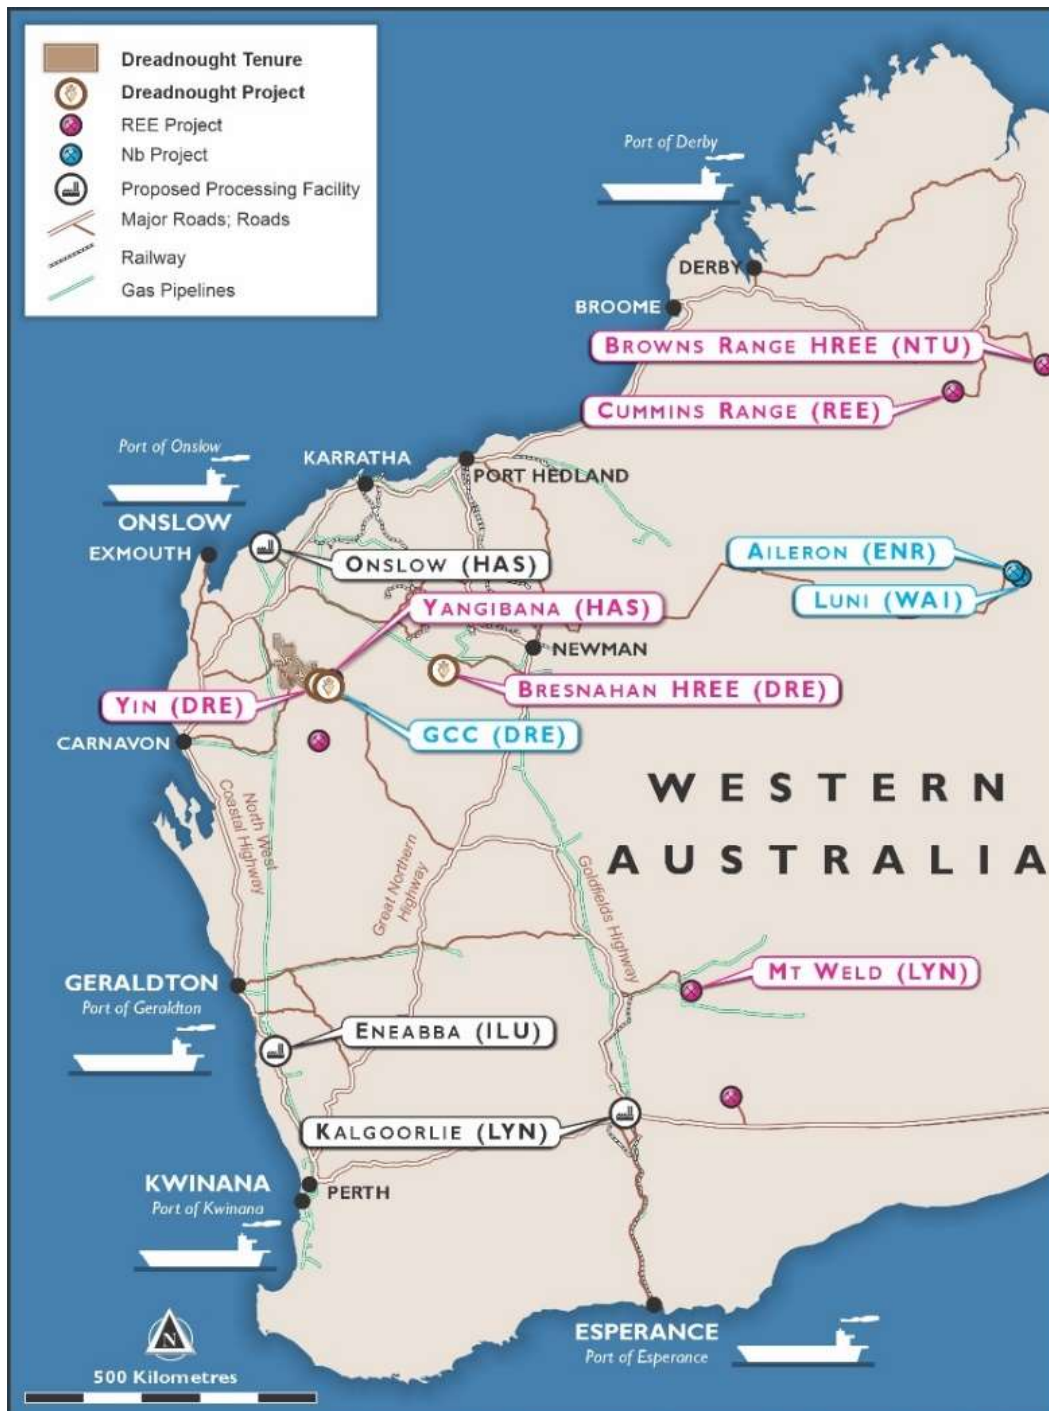 Dreadnought Tenure
Dreadnought Project
REE Project
Nb Project
Proposed Processing Facility
Major Roads; Roads
Railway
Gas Pipelines
Port of Derby
DERBY
BROOME
BROWNS RANGE HREE (NTU)
CUMMINS RANGE (REE)
Port of Onslow
KARRATHA
PORT HEDLAND
ONSLOW
EXMOUTH
ONSLOW (HAS)
AILERON (ENR)
LUNI (WAI)
YANGIBANA (HAS)
NEWMAN
BRESNAHAN HREE (DRE)
YIN (DRE)
GCC (DRE)
CARNAVON
WESTERN
AUSTRALIA
North West
Coastal Highway
Great Northern
Highway
Goldfields Highway
MT WELD (LYN)
GERALDTON
Port of Geraldton
ENEABBA (ILU)
KALGOORLIE (LYN)
KWINANA
Port of Kwinana
PERTH
ESPERANCE
Port of Esperance
N
500 Kilometres